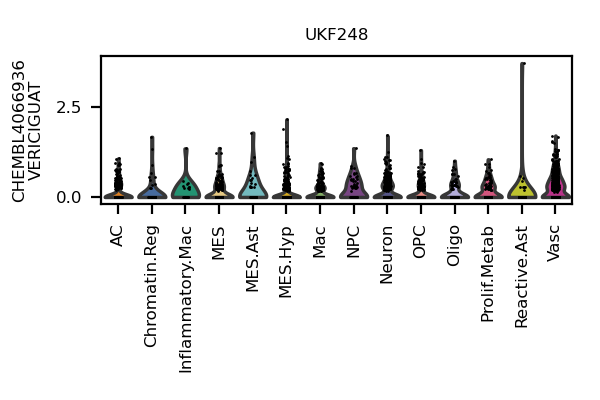 UKF248
CHEMBL4066936
VERICIGUAT
2.5
0.0
AC
Chromatin.Reg
Inflammatory.Mac
MES
MES.Ast
MES.Hyp
Mac
NPC
Neuron
OPC
Oligo
Prolif.Metab
Reactive.Ast
Vasc